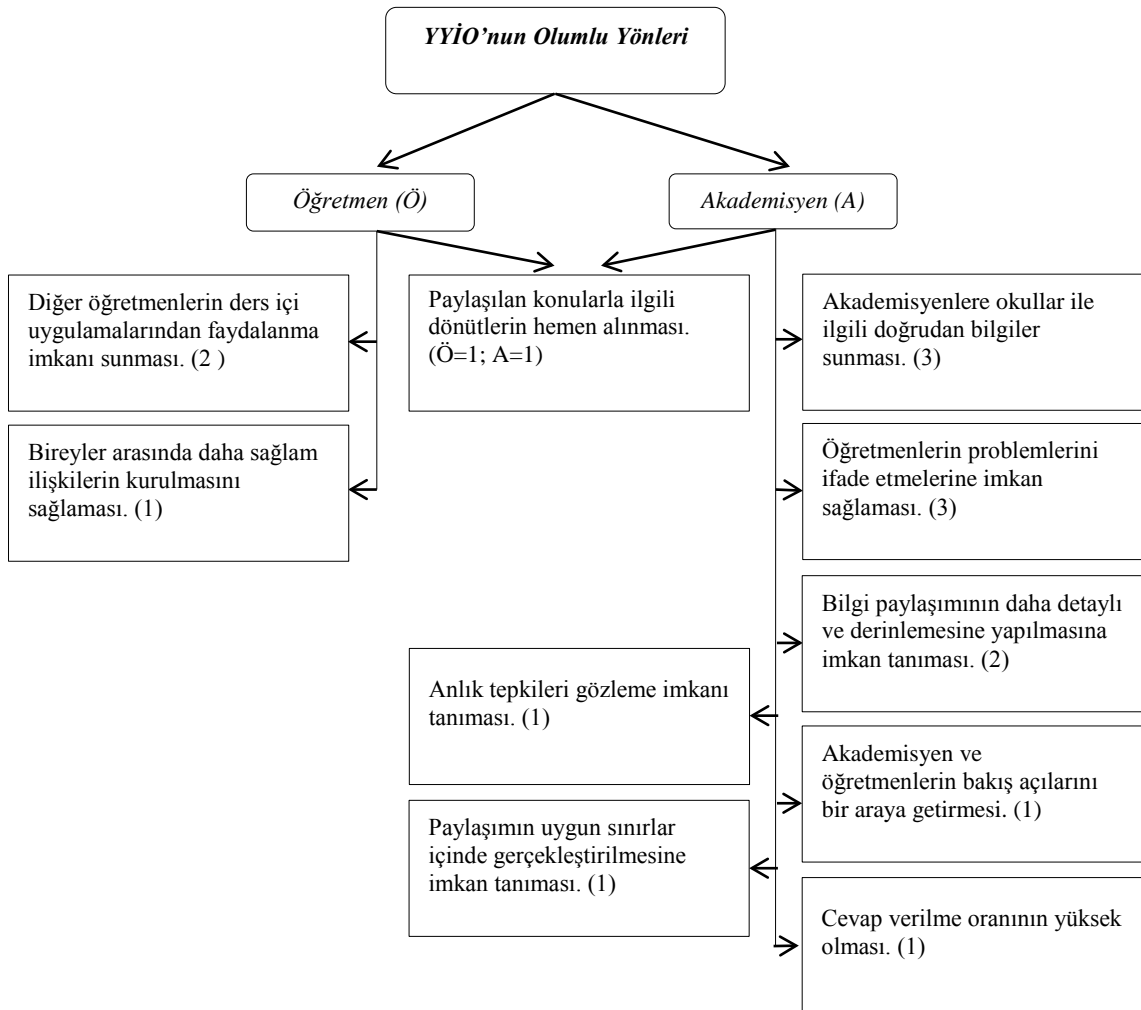 YYİO’nun Olumlu Yönleri
Öğretmen (Ö)
Akademisyen (A)
Diğer öğretmenlerin ders içi
uygulamalarından faydalanma
imkanı sunması. (2 )
Paylaşılan konularla ilgili
dönütlerin hemen alınması.
(Ö=1; A=1)
Akademisyenlere okullar ile
ilgili doğrudan bilgiler
sunması. (3)
Bireyler arasında daha sağlam
ilişkilerin kurulmasını
sağlaması. (1)
Öğretmenlerin problemlerini
ifade etmelerine imkan
sağlaması. (3)
Bilgi paylaşımının daha detaylı
ve derinlemesine yapılmasına
imkan tanıması. (2)
Anlık tepkileri gözleme imkanı
tanıması. (1)
Akademisyen ve
öğretmenlerin bakış açılarını
bir araya getirmesi. (1)
Paylaşımın uygun sınırlar
içinde gerçekleştirilmesine
imkan tanıması. (1)
Cevap verilme oranının yüksek
olması. (1)